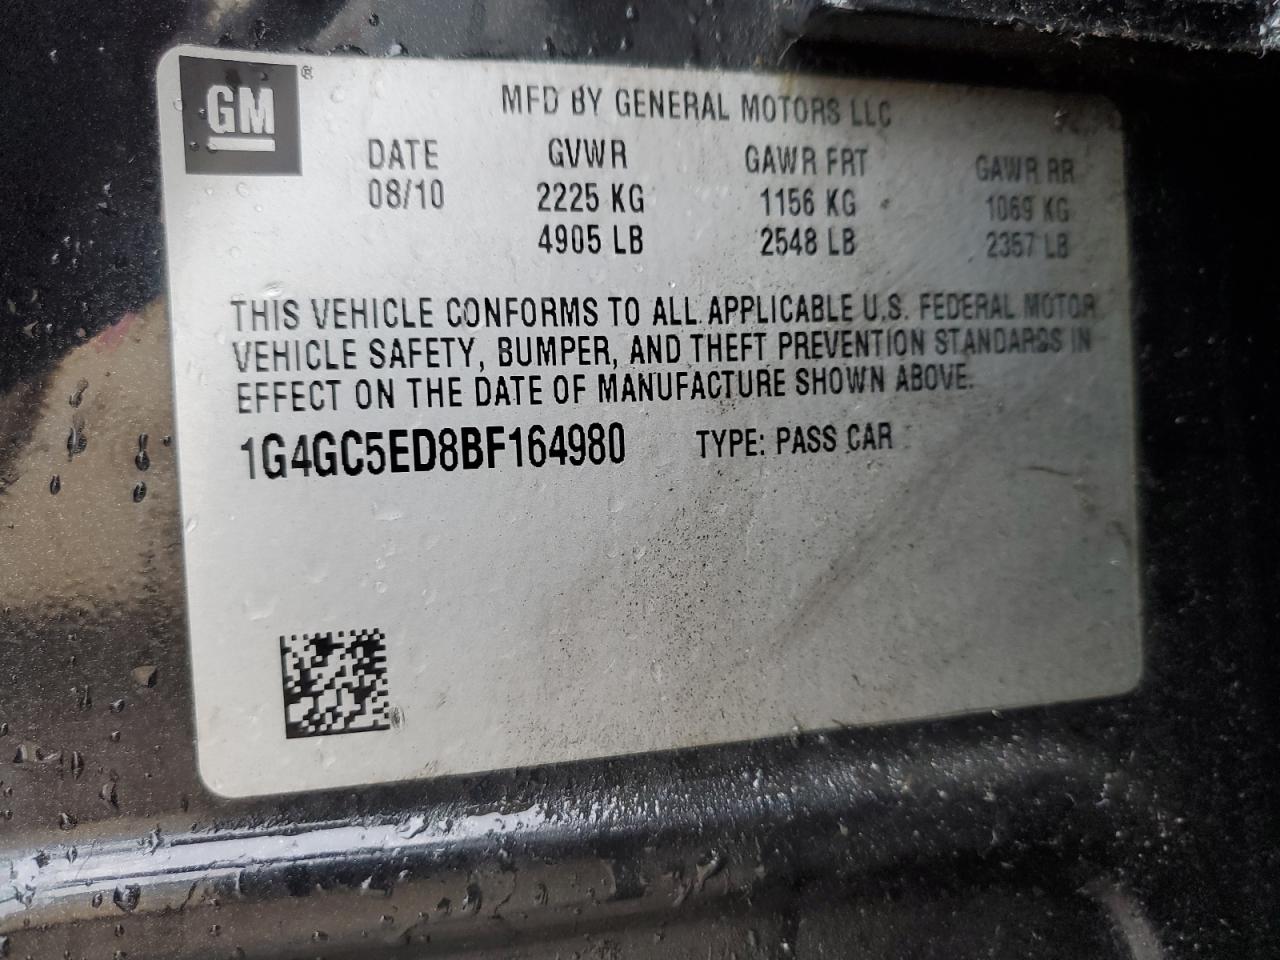 GM ®
MFD BY GENERAL MOTORS LLC
DATE GVWR GAWR FRT GAWR RR
08/10 2225 KG 1156 KG 1069 KG
4905 LB 2548 LB 2357 LB
THIS VEHICLE CONFORMS TO ALL APPLICABLE U.S. FEDERAL MOTOR
VEHICLE SAFETY, BUMPER, AND THEFT PREVENTION STANDARDS IN
EFFECT ON THE DATE OF MANUFACTURE SHOWN ABOVE.
1G4GC5ED8BF164980 TYPE: PASS CAR